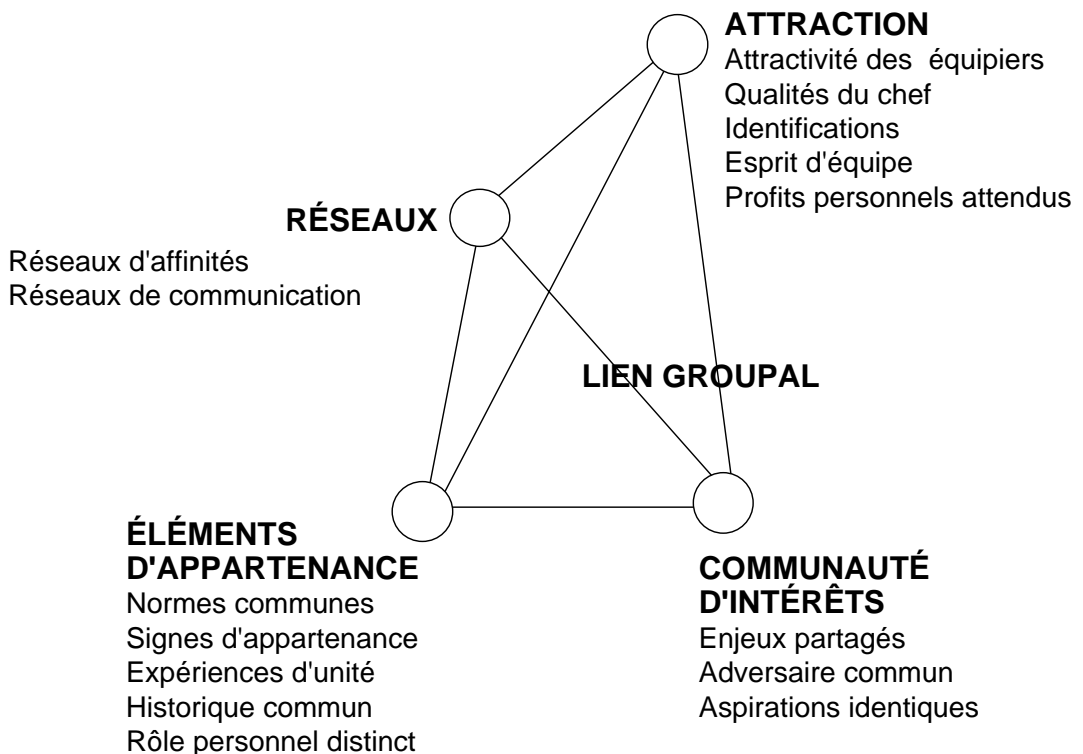 ATTRACTION
Attractivité des  équipiers
Qualités du chef
Identifications
Esprit d'équipe
Profits personnels attendus
RÉSEAUX
Réseaux d'affinités
Réseaux de communication
LIEN GROUPAL
ÉLÉMENTS
D'APPARTENANCE
Normes communes
Signes d'appartenance
Expériences d'unité
Historique commun
Rôle personnel distinct
COMMUNAUTÉ
D'INTÉRÊTS
Enjeux partagés
Adversaire commun
Aspirations identiques